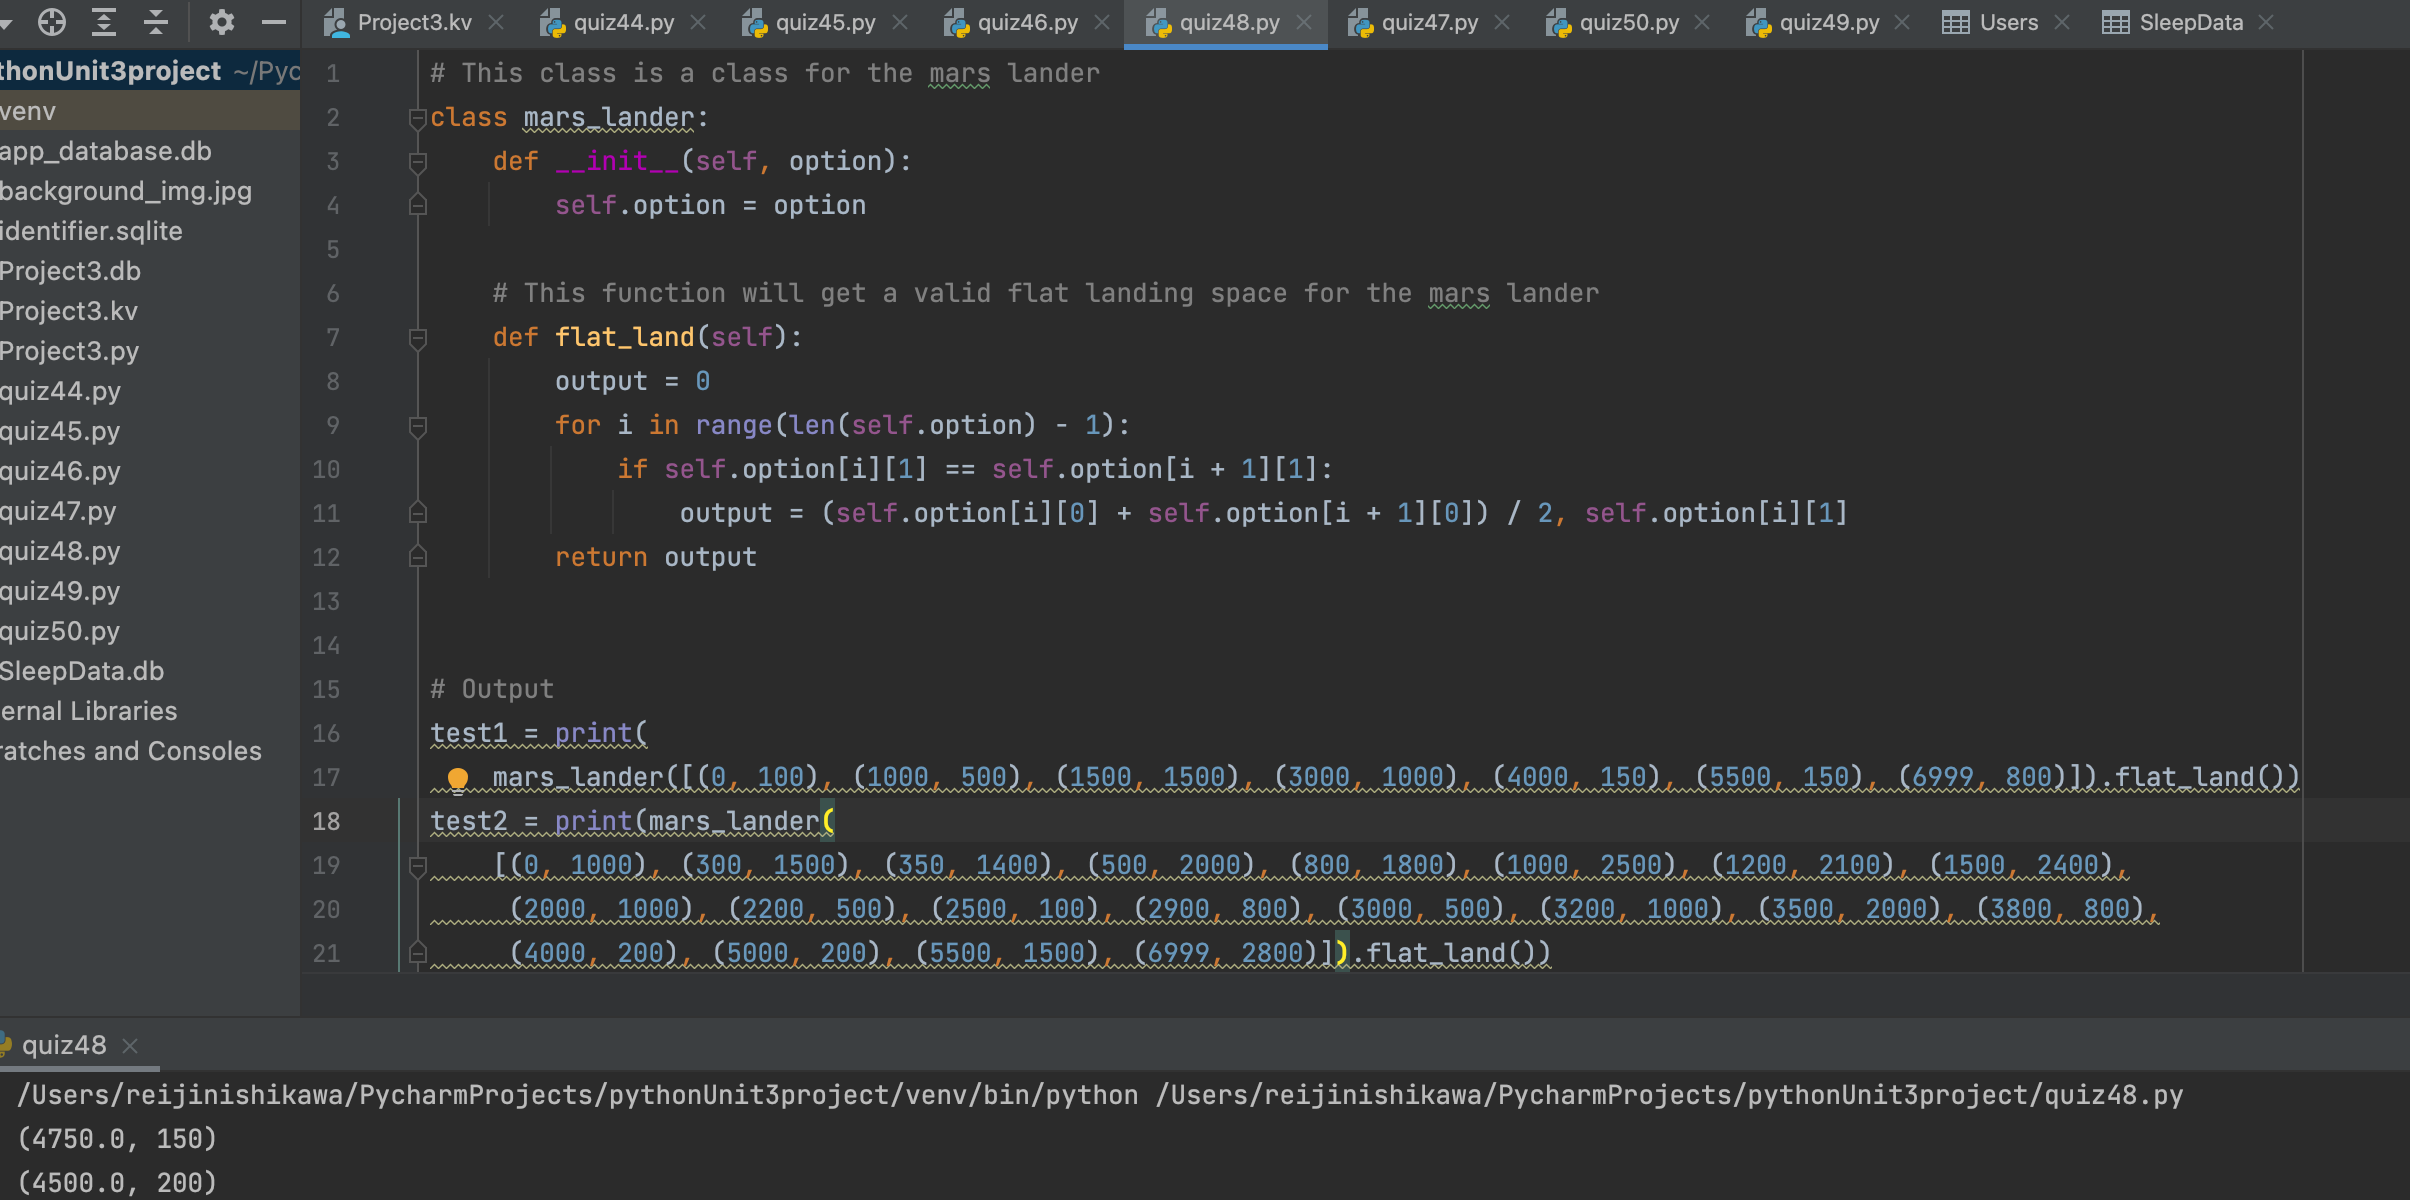 Project3.kv quiz44.py quiz45.py quiz46.py quiz48.py quiz47.py quiz50.py quiz49.py Users SleepData
thonUnit3project ~/Pyc
venv
app_database.db
background_img.jpg
identifier.sqlite
Project3.db
Project3.kv
Project3.py
quiz44.py
quiz45.py
quiz46.py
quiz47.py
quiz48.py
quiz49.py
quiz50.py
SleepData.db
ernal Libraries
ratches and Consoles
1 # This class is a class for the mars lander
2 class mars_lander:
3     def __init__(self, option):
4         self.option = option
5
6     # This function will get a valid flat landing space for the mars lander
7     def flat_land(self):
8         output = 0
9         for i in range(len(self.option) - 1):
10             if self.option[i][1] == self.option[i + 1][1]:
11                 output = (self.option[i][0] + self.option[i + 1][0]) / 2, self.option[i][1]
12         return output
13
14
15 # Output
16 test1 = print(
17     mars_lander([(0, 100), (1000, 500), (1500, 1500), (3000, 1000), (4000, 150), (5500, 150), (6999, 800)]).flat_land())
18 test2 = print(mars_lander(
19     [(0, 1000), (300, 1500), (350, 1400), (500, 2000), (800, 1800), (1000, 2500), (1200, 2100), (1500, 2400),
20      (2000, 1000), (2200, 500), (2500, 100), (2900, 800), (3000, 500), (3200, 1000), (3500, 2000), (3800, 800),
21      (4000, 200), (5000, 200), (5500, 1500), (6999, 2800)]).flat_land())
quiz48
/Users/reijinishikawa/PycharmProjects/pythonUnit3project/venv/bin/python /Users/reijinishikawa/PycharmProjects/pythonUnit3project/quiz48.py
(4750.0, 150)
(4500.0, 200)